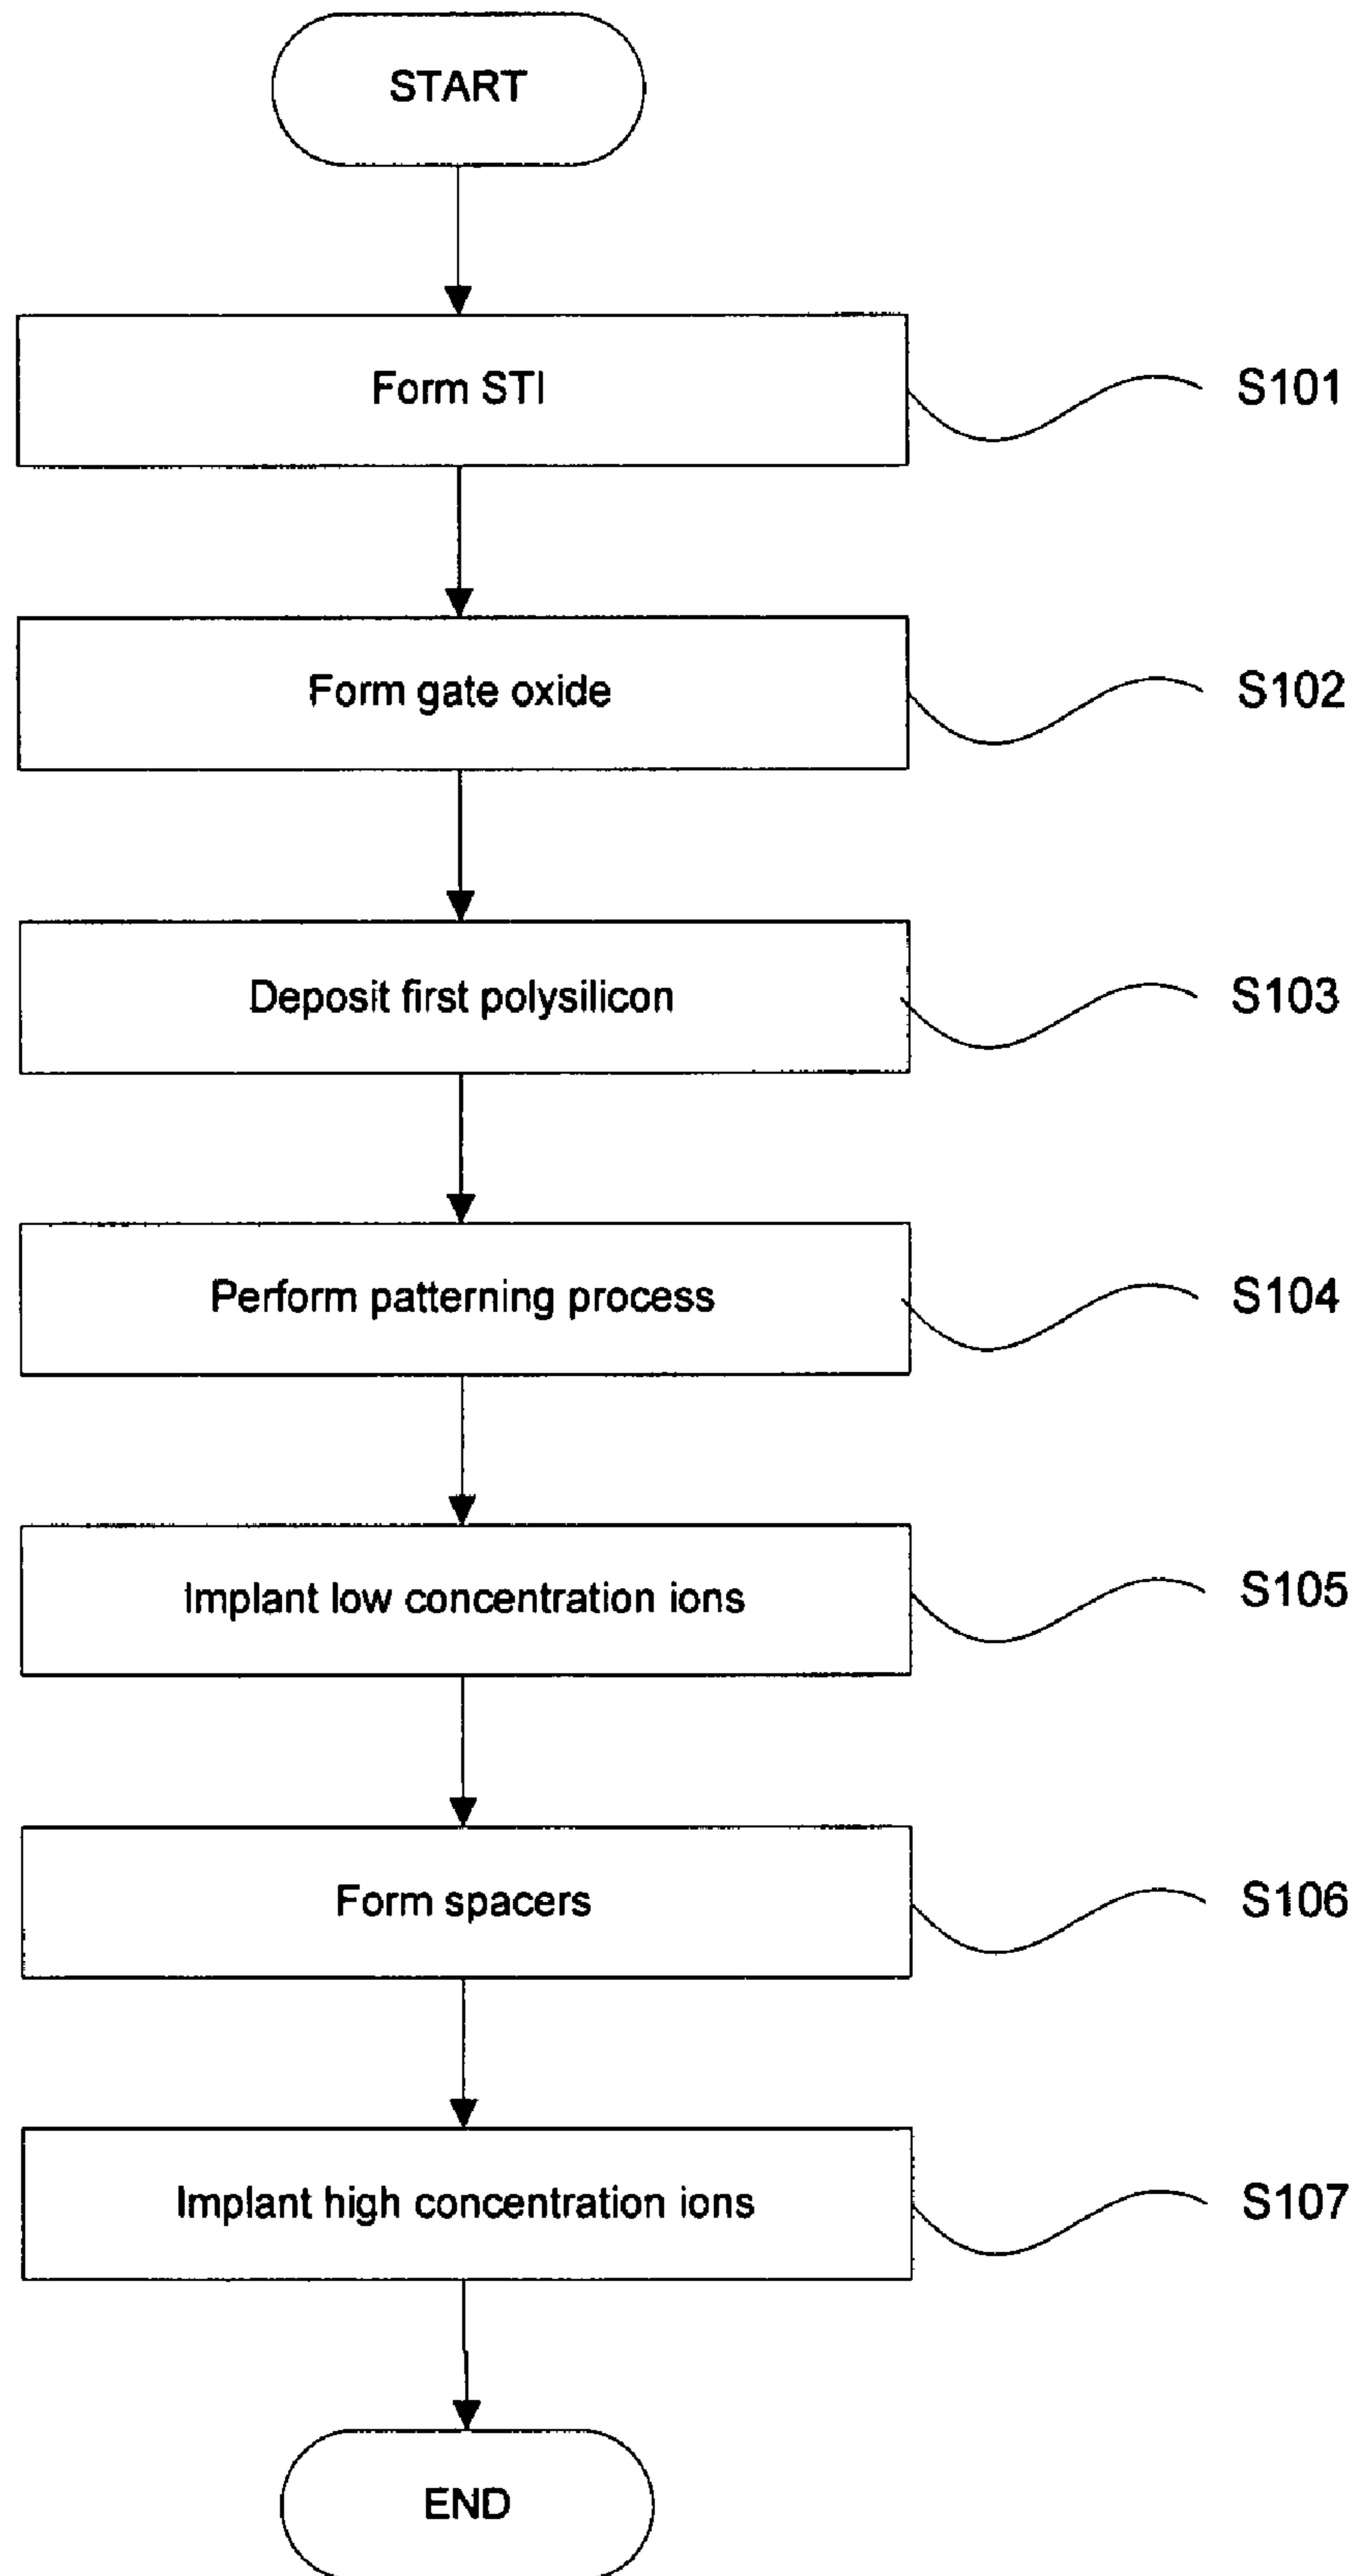 START
Form STI
S101
Form gate oxide
S102
Deposit first polysilicon
S103
Perform patterning process
S104
Implant low concentration ions
S105
Form spacers
S106
Implant high concentration ions
S107
END